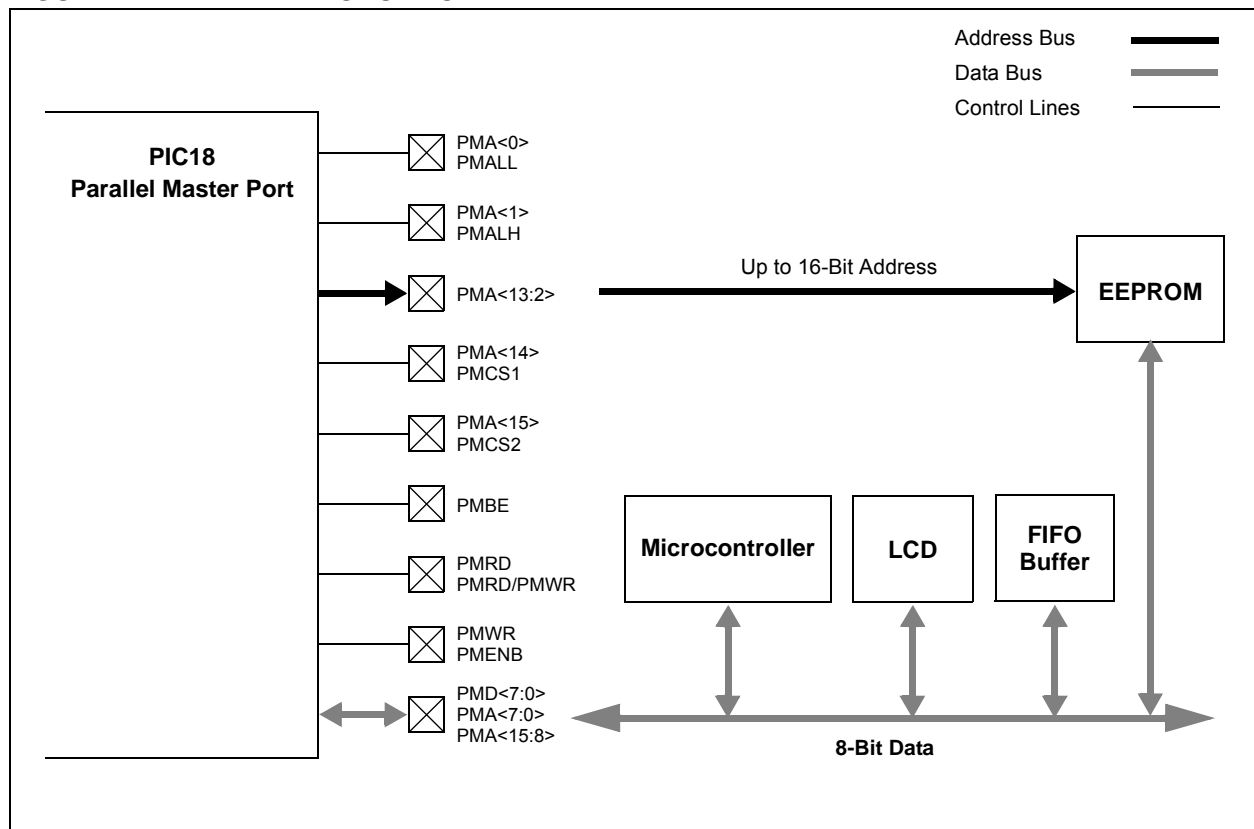 Address Bus
Data Bus
Control Lines
PIC18
Parallel Master Port
PMA<0>
PMALL
PMA<1>
PMALH
PMA<13:2>
Up to 16-Bit Address
EEPROM
PMA<14>
PMCS1
PMA<15>
PMCS2
PMBE
PMRD
PMRD/PMWR
PMWR
PMENB
PMD<7:0>
PMA<7:0>
PMA<15:8>
Microcontroller
LCD
FIFO
Buffer
8-Bit Data